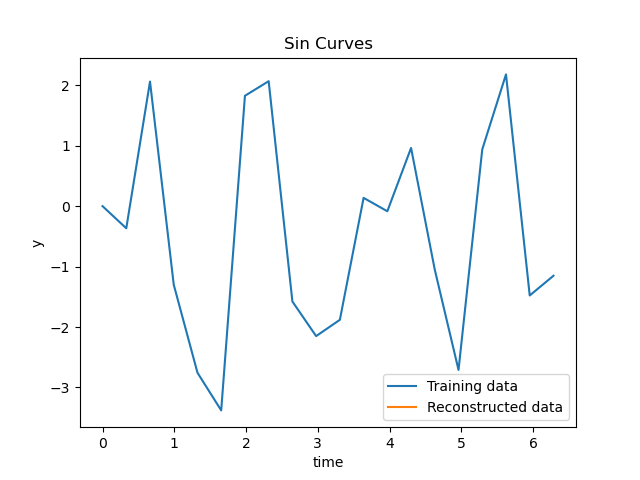 Sin Curves
y
2
1
0
−1
−2
−3
0 1 2 3 4 5 6
time
Training data
Reconstructed data